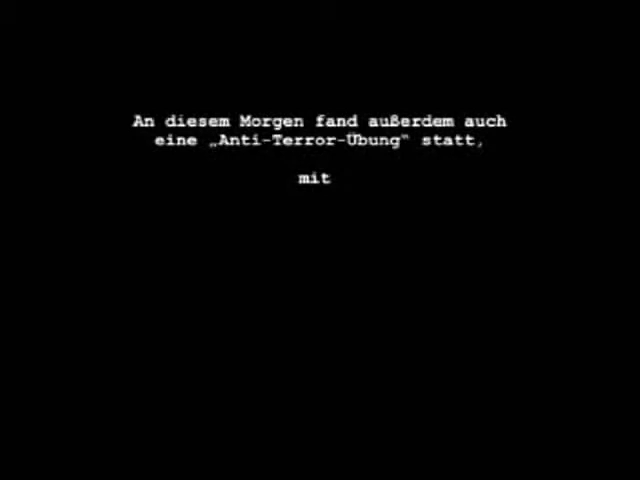 An diesem Morgen fand außerdem auch
eine „Anti-Terror-Übung“ statt,
mit